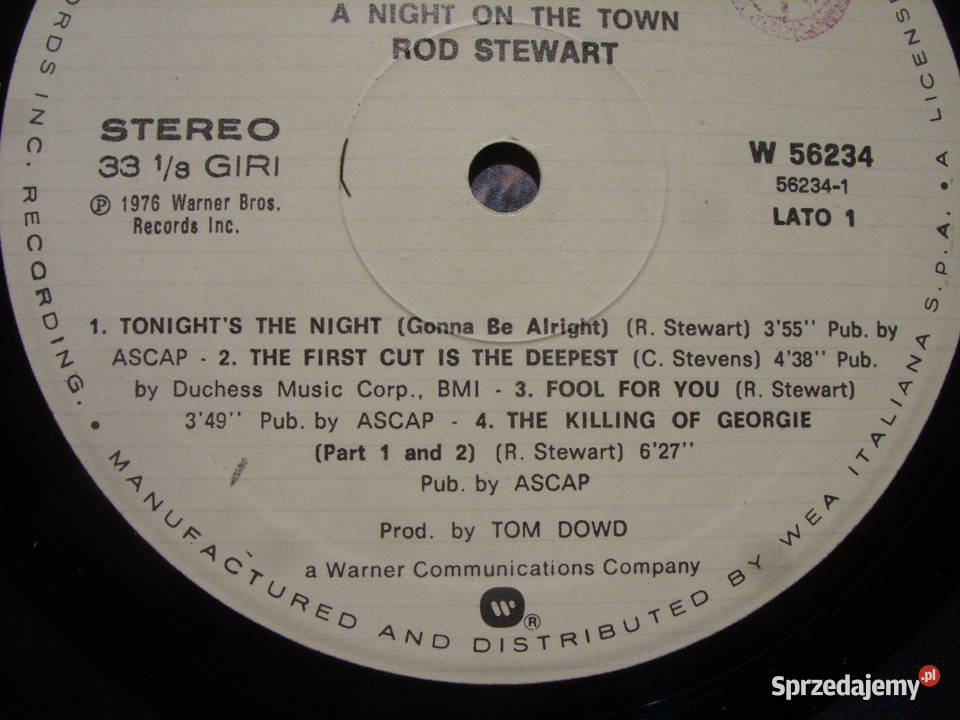 A NIGHT ON THE TOWN
ROD STEWART
STEREO
33 1/8 GIRI
℗ 1976 Warner Bros.
Records Inc.
W 56234
56234-1
LATO 1
1. TONIGHT'S THE NIGHT (Gonna Be Alright) (R. Stewart) 3'55'' Pub. by
ASCAP - 2. THE FIRST CUT IS THE DEEPEST (C. Stevens) 4'38'' Pub.
by Duchess Music Corp., BMI - 3. FOOL FOR YOU (R. Stewart)
3'49'' Pub. by ASCAP - 4. THE KILLING OF GEORGIE
(Part 1 and 2) (R. Stewart) 6'27''
Pub. by ASCAP
Prod. by TOM DOWD
a Warner Communications Company
W ®
ORDS INC. RECORDING. • MANUFACTURED AND DISTRIBUTED BY WEA ITALIANA S.P.A. • A LICENS
Sprzedajemy.pl